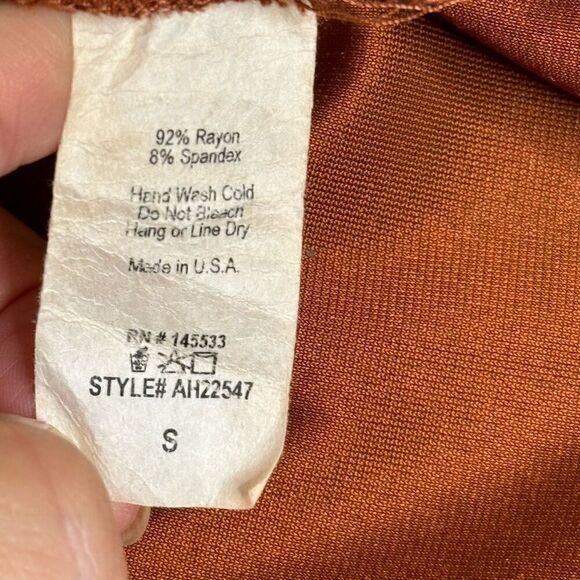 92% Rayon
8% Spandex
Hand Wash Cold
Do Not Bleach
Hang or Line Dry
Made in U.S.A.
RN # 145533
STYLE# AH22547
S